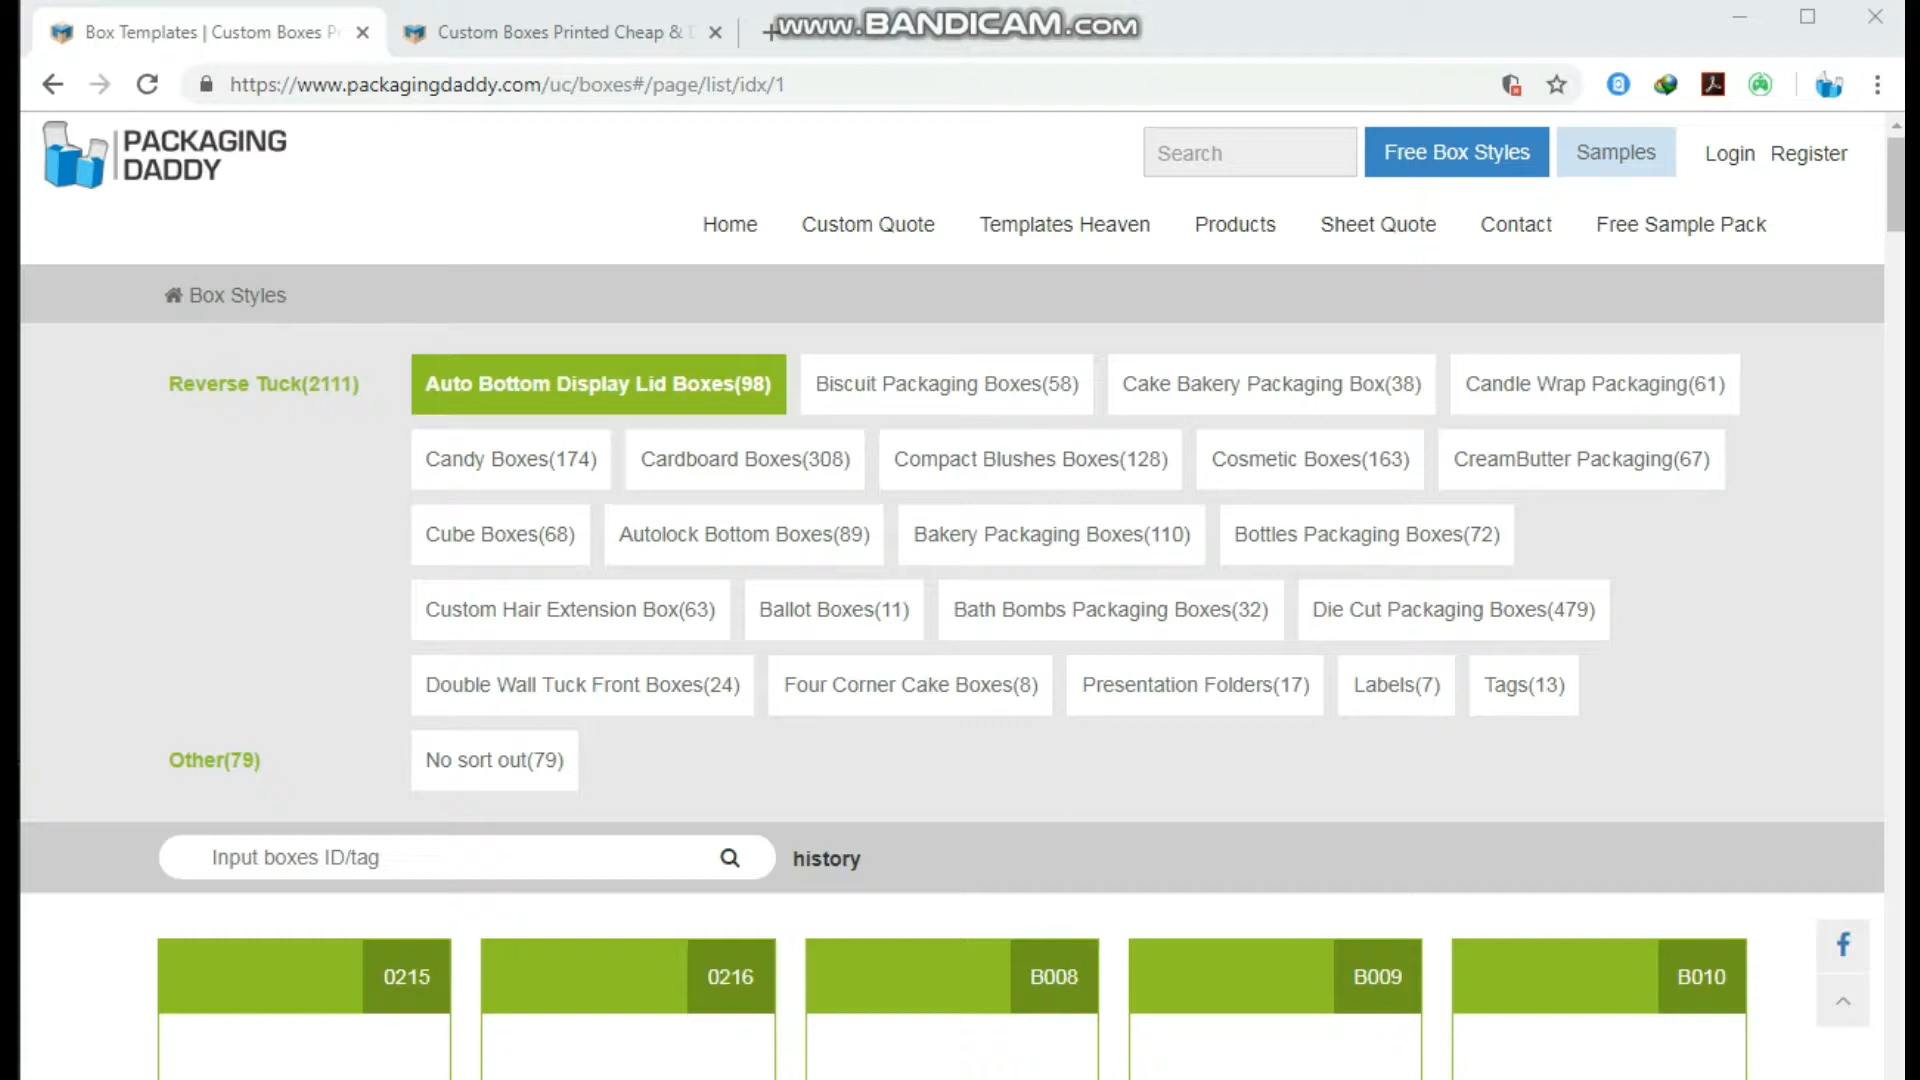 Box Templates | Custom Boxes Pr
Custom Boxes Printed Cheap & D
www.BANDICAM.com
https://www.packagingdaddy.com/uc/boxes#/page/list/idx/1
PACKAGING
DADDY
Search
Free Box Styles
Samples
Login
Register
Home
Custom Quote
Templates Heaven
Products
Sheet Quote
Contact
Free Sample Pack
Box Styles
Reverse Tuck(2111)
Auto Bottom Display Lid Boxes(98)
Biscuit Packaging Boxes(58)
Cake Bakery Packaging Box(38)
Candle Wrap Packaging(61)
Candy Boxes(174)
Cardboard Boxes(308)
Compact Blushes Boxes(128)
Cosmetic Boxes(163)
CreamButter Packaging(67)
Cube Boxes(68)
Autolock Bottom Boxes(89)
Bakery Packaging Boxes(110)
Bottles Packaging Boxes(72)
Custom Hair Extension Box(63)
Ballot Boxes(11)
Bath Bombs Packaging Boxes(32)
Die Cut Packaging Boxes(479)
Double Wall Tuck Front Boxes(24)
Four Corner Cake Boxes(8)
Presentation Folders(17)
Labels(7)
Tags(13)
Other(79)
No sort out(79)
Input boxes ID/tag
history
0215
0216
B008
B009
B010